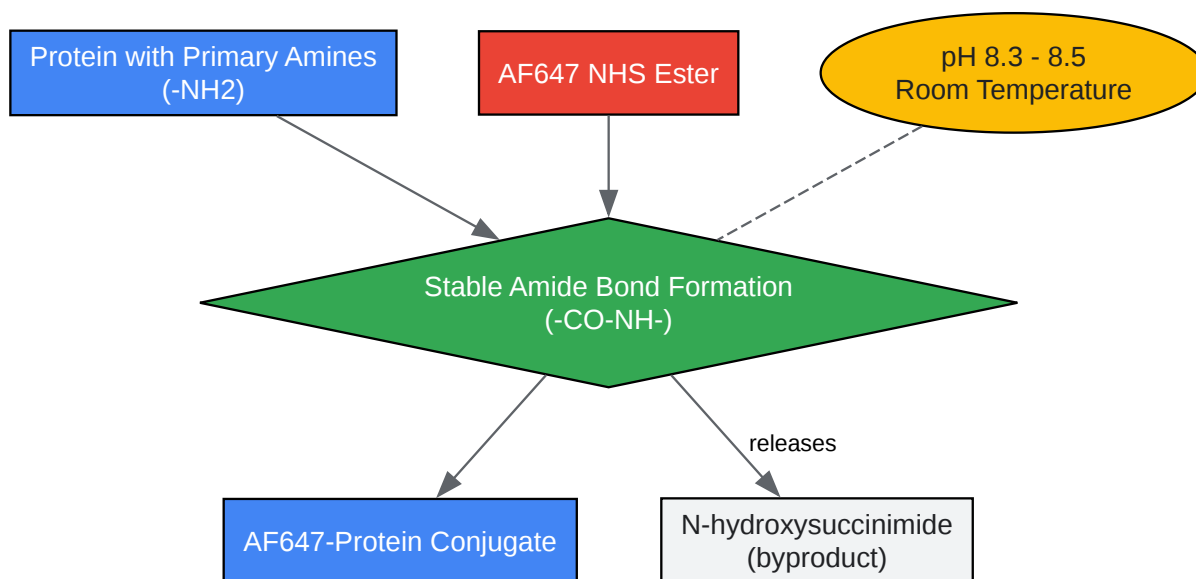 Protein with Primary Amines
(-NH2)
AF647 NHS Ester
pH 8.3 - 8.5
Room Temperature
Stable Amide Bond Formation
(-CO-NH-)
releases
AF647-Protein Conjugate
N-hydroxysuccinimide
(byproduct)